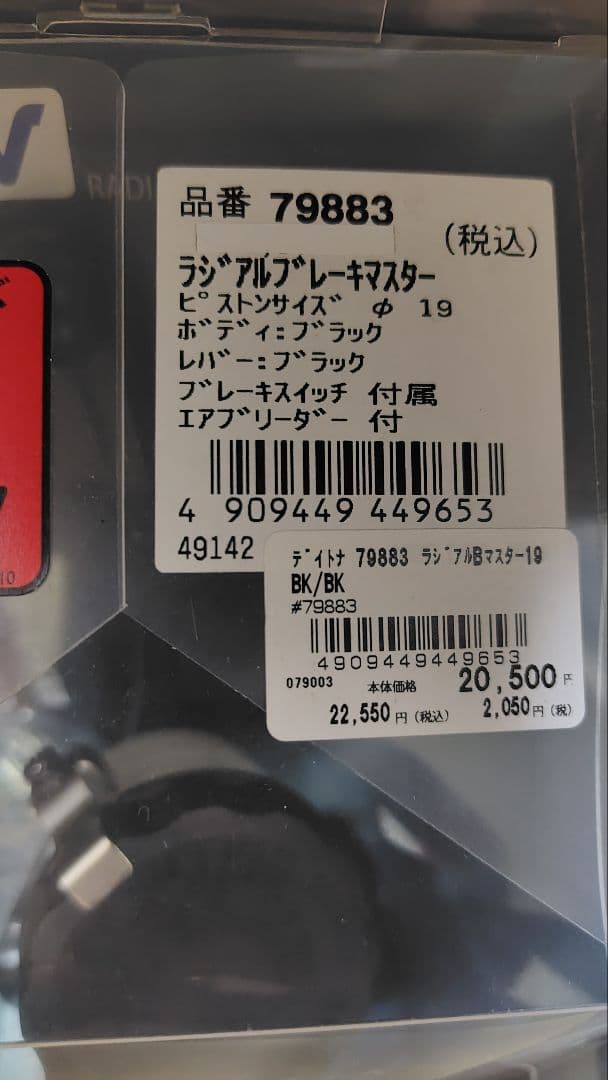 RADI
品番 79883
(税込)
ラジアルブレーキマスター
ピストンサイズ φ 19
ボディ:ブラック
レバー:ブラック
ブレーキスイッチ 付属
エアブリーダー 付
4 909449 449653
49142
デイトナ 79883 ラジアルBマスター19
BK/BK
#79883
4909449449653
079003 本体価格 20,500円
22,550円(税込) 2,050円(税)
10